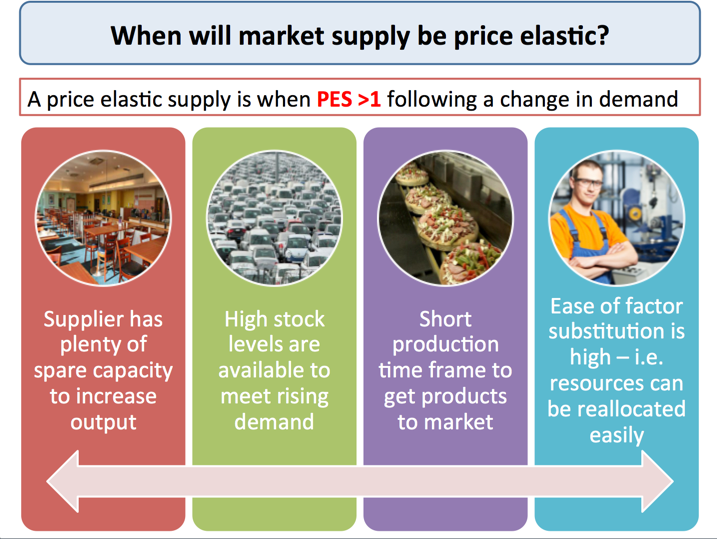 When will market supply be price elastic?
A price elastic supply is when PES >1 following a change in demand
Supplier has
plenty of
spare capacity
to increase
output
High stock
levels are
available to
meet rising
demand
Short
production
time frame to
get products
to market
Ease of factor
substitution is
high – i.e.
resources can
be reallocated
easily